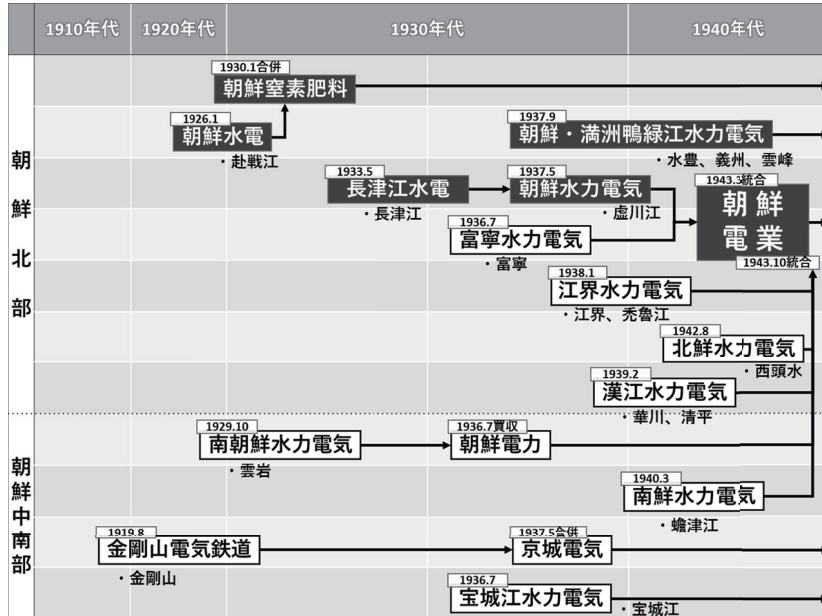 1910年代
1920年代
1930年代
1940年代
朝鮮北部
1930.1合併
朝鮮窒素肥料
1926.1
朝鮮水電
・赴戦江
1937.9
朝鮮・満洲鴨緑江水力電気
・水豊、義州、雲峰
1933.5
長津江水電
・長津江
1937.5
朝鮮水力電気
・虚川江
1943.3統合
朝鮮
電業
1943.10統合
1936.7
富寧水力電気
・富寧
1938.1
江界水力電気
・江界、禿魯江
1942.8
北鮮水力電気
・西頭水
1939.2
漢江水力電気
・華川、清平
朝鮮中南部
1929.10
南朝鮮水力電気
・雲岩
1936.7買収
朝鮮電力
1940.3
南鮮水力電気
・蟾津江
1919.8
金剛山電気鉄道
・金剛山
1937.5合併
京城電気
1936.7
宝城江水力電気
・宝城江